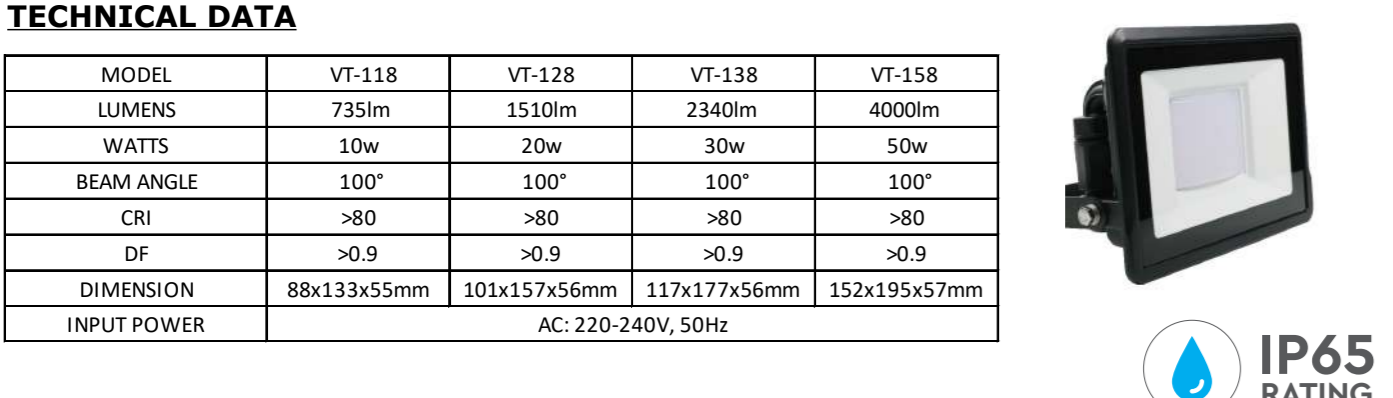 TECHNICAL DATA
MODEL VT-118 VT-128 VT-138 VT-158
LUMENS 735lm 1510lm 2340lm 4000lm
WATTS 10w 20w 30w 50w
BEAM ANGLE 100° 100° 100° 100°
CRI >80 >80 >80 >80
DF >0.9 >0.9 >0.9 >0.9
DIMENSION 88x133x55mm 101x157x56mm 117x177x56mm 152x195x57mm
INPUT POWER AC: 220-240V, 50Hz
IP65
RATING